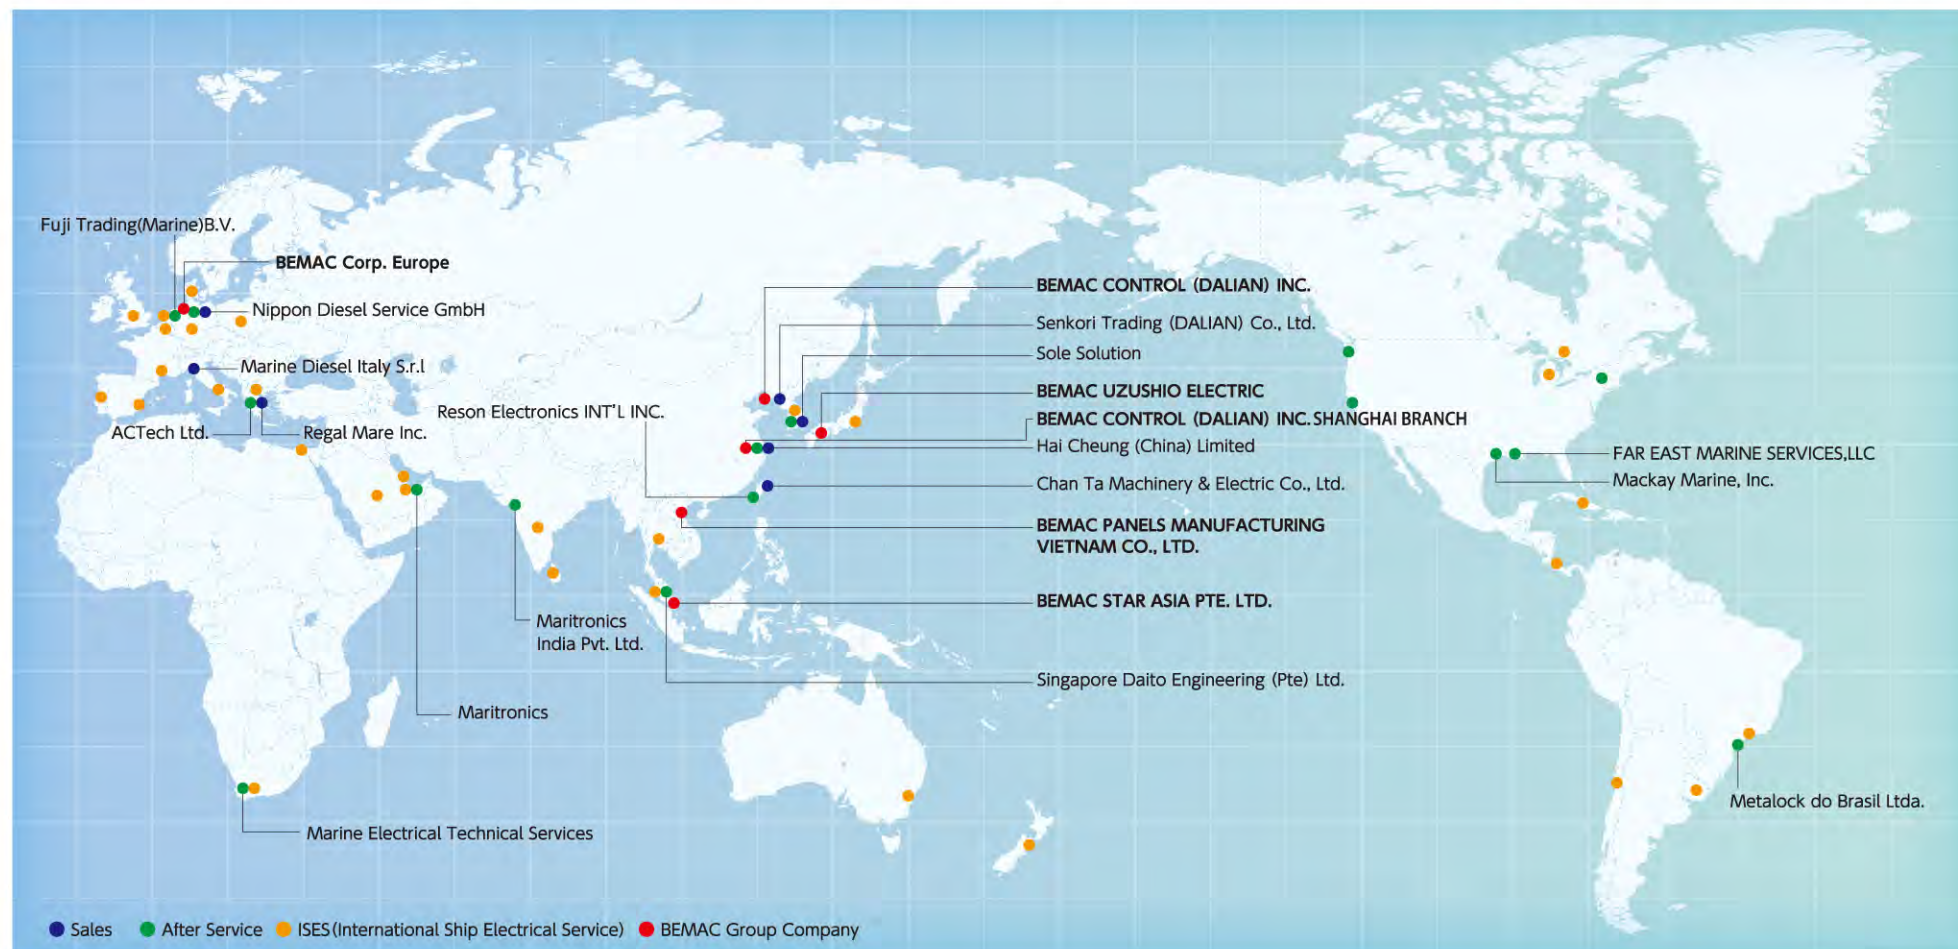 Fuji Trading(Marine)B.V.
BEMAC Corp. Europe
Nippon Diesel Service GmbH
Marine Diesel Italy S.r.l
ACTech Ltd.
Regal Mare Inc.
Reson Electronics INT'L INC.
Maritronics
India Pvt. Ltd.
Maritronics
Marine Electrical Technical Services
BEMAC CONTROL (DALIAN) INC.
Senkori Trading (DALIAN) Co., Ltd.
Sole Solution
BEMAC UZUSHIO ELECTRIC
BEMAC CONTROL (DALIAN) INC. SHANGHAI BRANCH
Hai Cheung (China) Limited
Chan Ta Machinery & Electric Co., Ltd.
BEMAC PANELS MANUFACTURING
VIETNAM CO., LTD.
BEMAC STAR ASIA PTE. LTD.
Singapore Daito Engineering (Pte) Ltd.
FAR EAST MARINE SERVICES,LLC
Mackay Marine, Inc.
Metalock do Brasil Ltda.
Sales
After Service
ISES(International Ship Electrical Service)
BEMAC Group Company